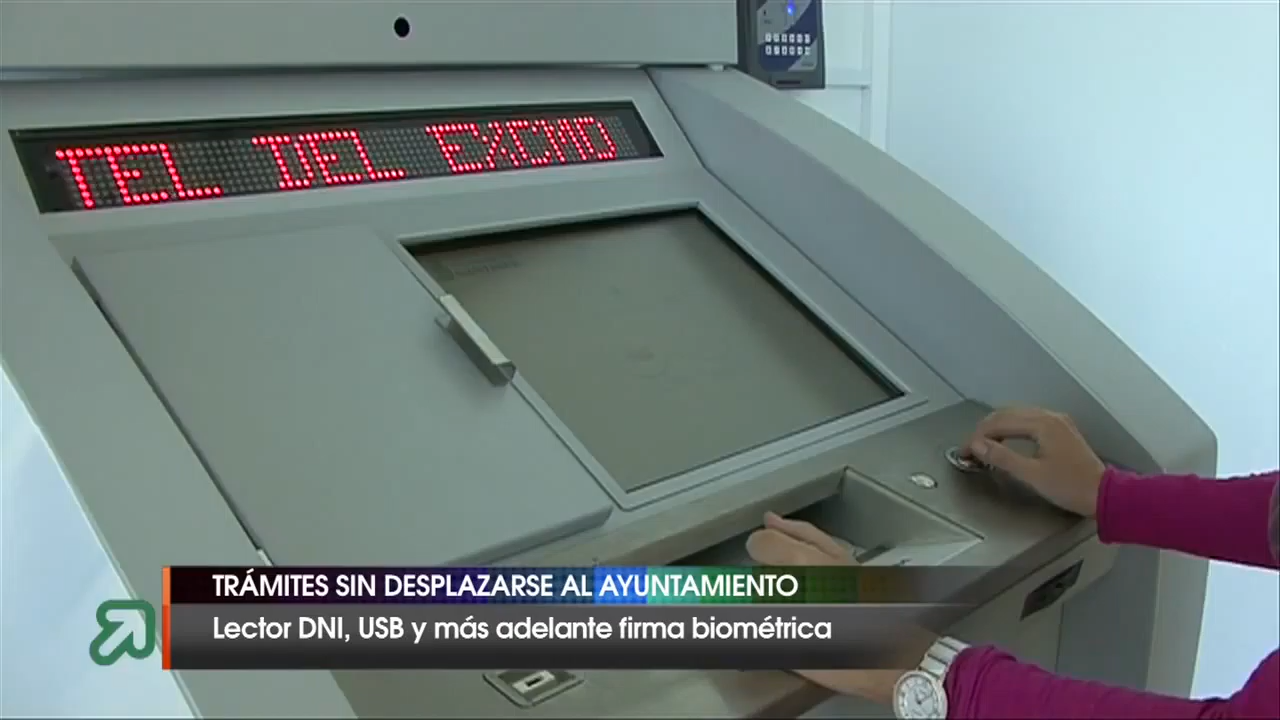 TEL DEL EXCMO
TRÁMITES SIN DESPLAZARSE AL AYUNTAMIENTO
Lector DNI, USB y más adelante firma biométrica